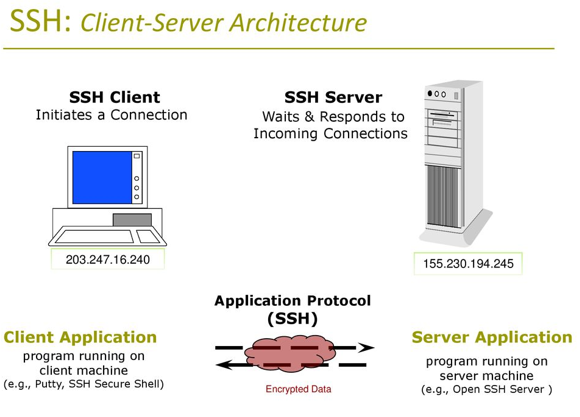 SSH: Client-Server Architecture
SSH Client
Initiates a Connection
SSH Server
Waits & Responds to
Incoming Connections
203.247.16.240
155.230.194.245
Application Protocol
(SSH)
Client Application
program running on
client machine
(e.g., Putty, SSH Secure Shell)
Encrypted Data
Server Application
program running on
server machine
(e.g., Open SSH Server )